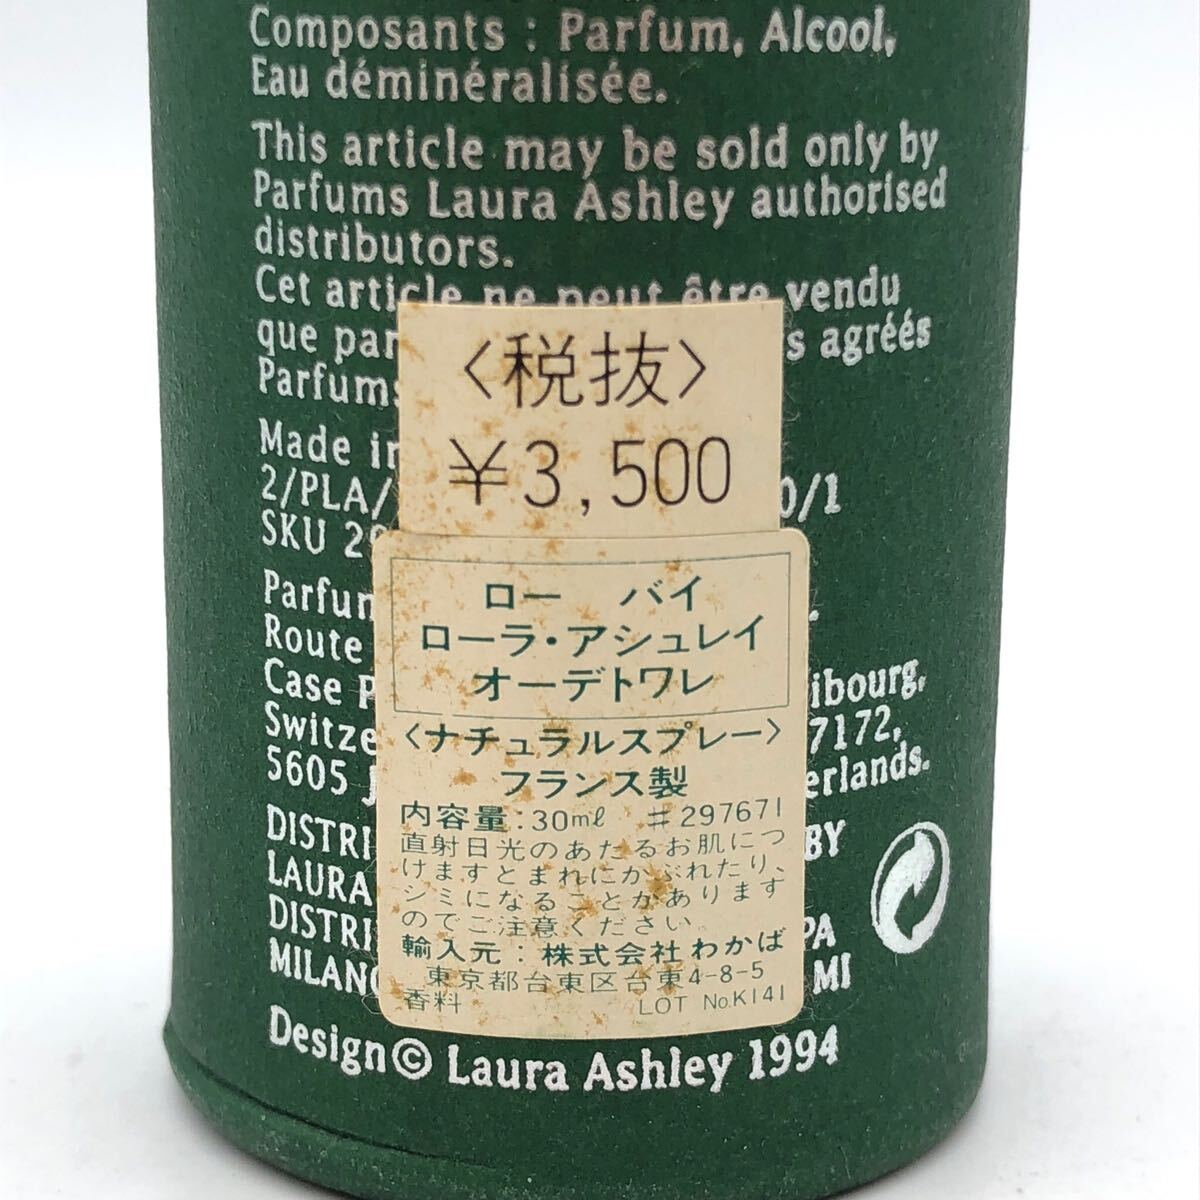 Composants : Parfum, Alcool,
Eau déminéralisée.
This article may be sold only by
Parfums Laura Ashley authorised
distributors.
Cet article ne peut être vendu
que par
s agréés
Parfums
Made in
2/PLA/
0/1
SKU 29
Parfum
Route
Case P
ibourg,
Switze
7172,
5605 J
erlands.
DISTRI
BY
LAURA
DISTRI
PA
MILANO
MI
Design© Laura Ashley 1994
〈税抜〉
¥3,500
ロー バイ
ローラ・アシュレイ
オーデトワレ
〈ナチュラルスプレー〉
フランス製
内容量:30ml #297671
直射日光のあたるお肌につ
けますとまれにかぶれたり、
シミになることがあります
のでご注意ください。
輸入元:株式会社わかば
東京都台東区台東4-8-5
香料 LOT No.K141